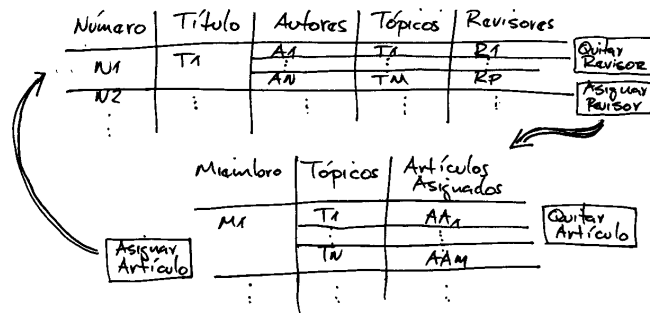 Número Título Autores Tópicos Revisores
N1 T1 A1 T1 R1
Quitar Revisor
AN TM RP
N2
Asignar Revisor
Miembro Tópicos Artículos Asignados
M1 T1 AA1
Quitar Artículo
Asignar Artículo
TN AAM